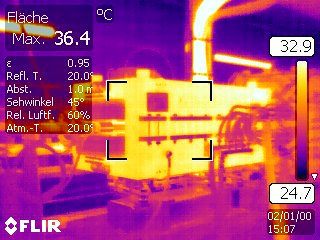 Fläche °C
Max. 36.4
32.9
ε 0.95
Refl. T. 20.0°
Abst. 1.0 m
Sehwinkel 45°
Rel. Luftf. 60%
Atm.-T. 20.0°
24.7
02/01/00
15:07
FLIR